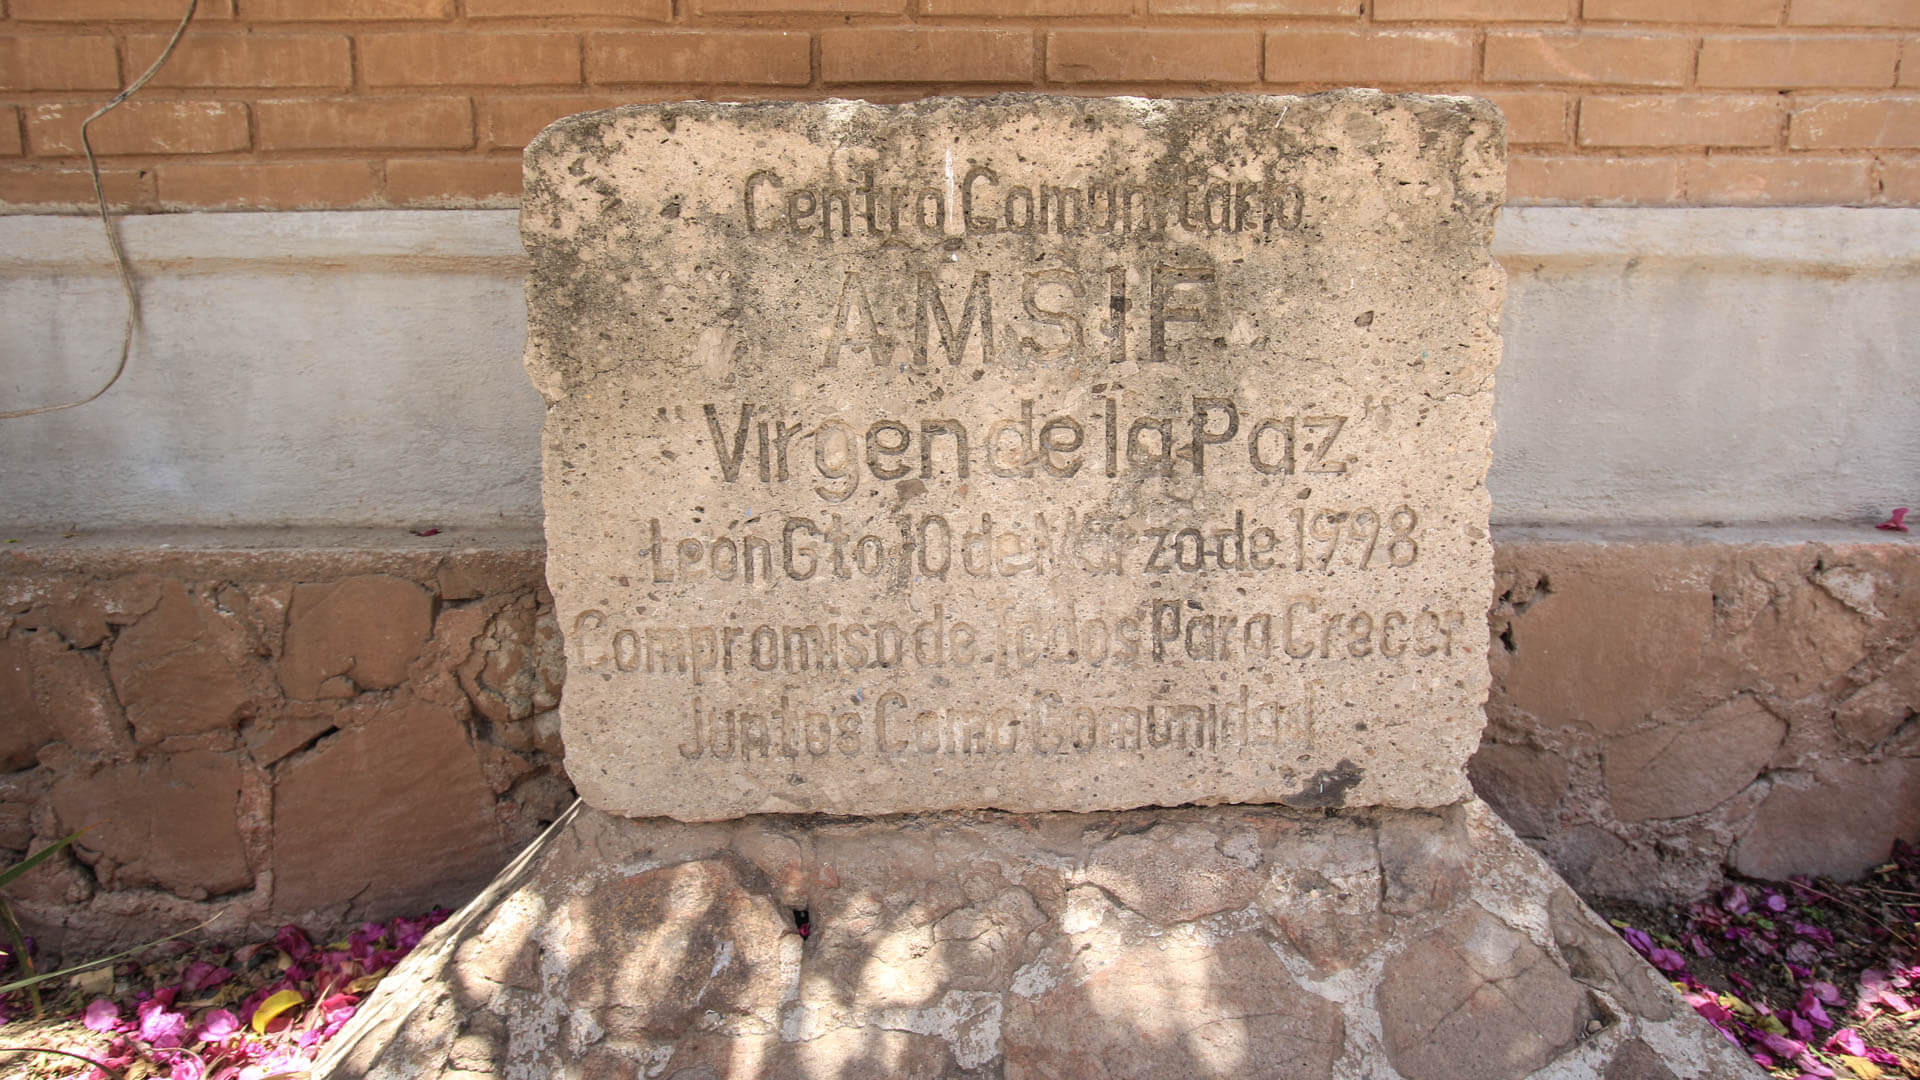 Centro Comunitario
AMSIF
"Virgen de la Paz"
León Gto 10 de Marzo de 1998
Compromiso de Todos Para Crecer
Juntos Como Comunidad